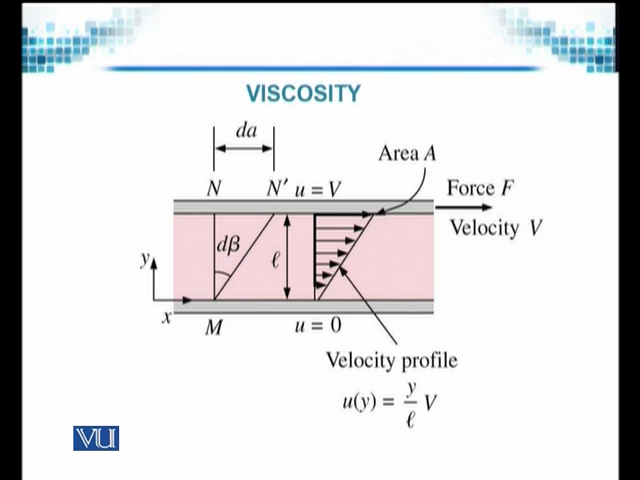 VISCOSITY
da
Area A
N N′ u = V Force F
Velocity V
dβ ℓ
y
x M u = 0
Velocity profile
u(y) = y/ℓ V
VU